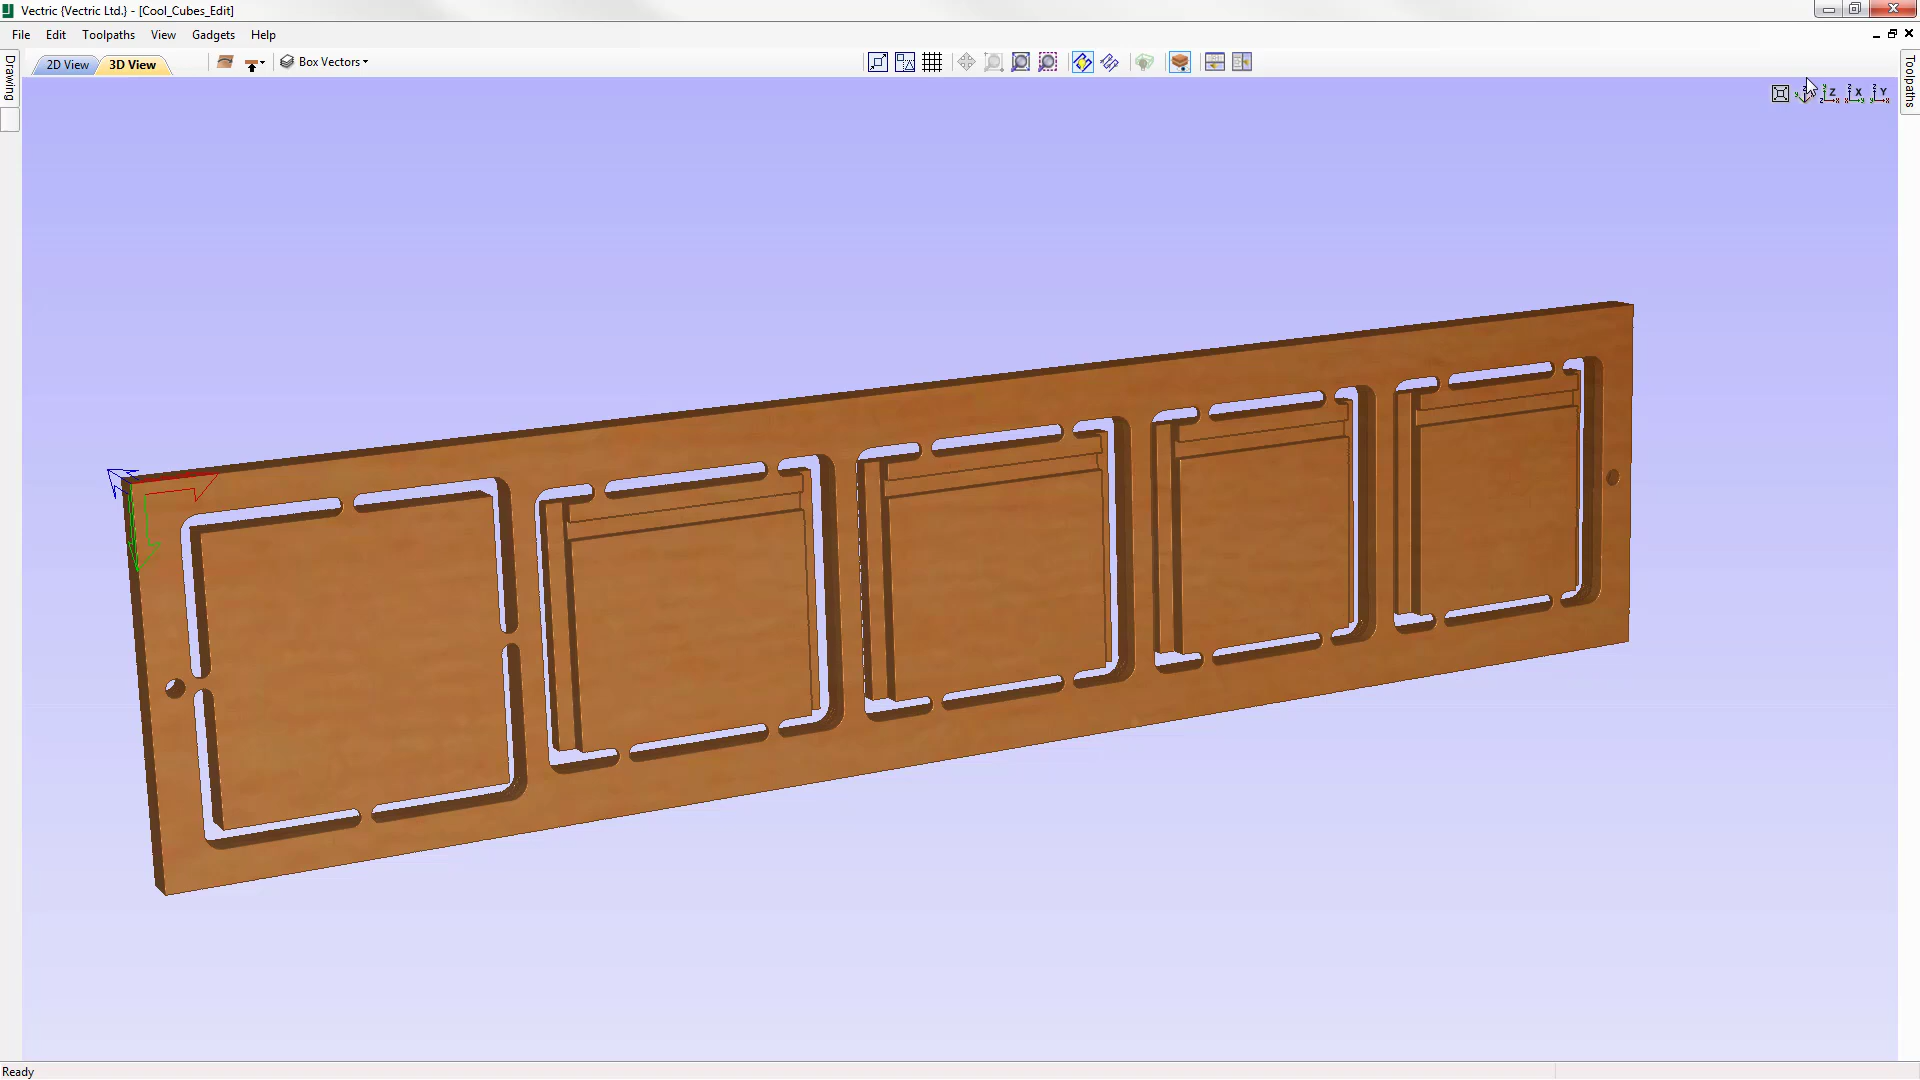 Vectric {Vectric Ltd.} - [Cool_Cubes_Edit]
File Edit Toolpaths View Gadgets Help
2D View 3D View Box Vectors
Drawing
Toolpaths
Z X Y
Ready